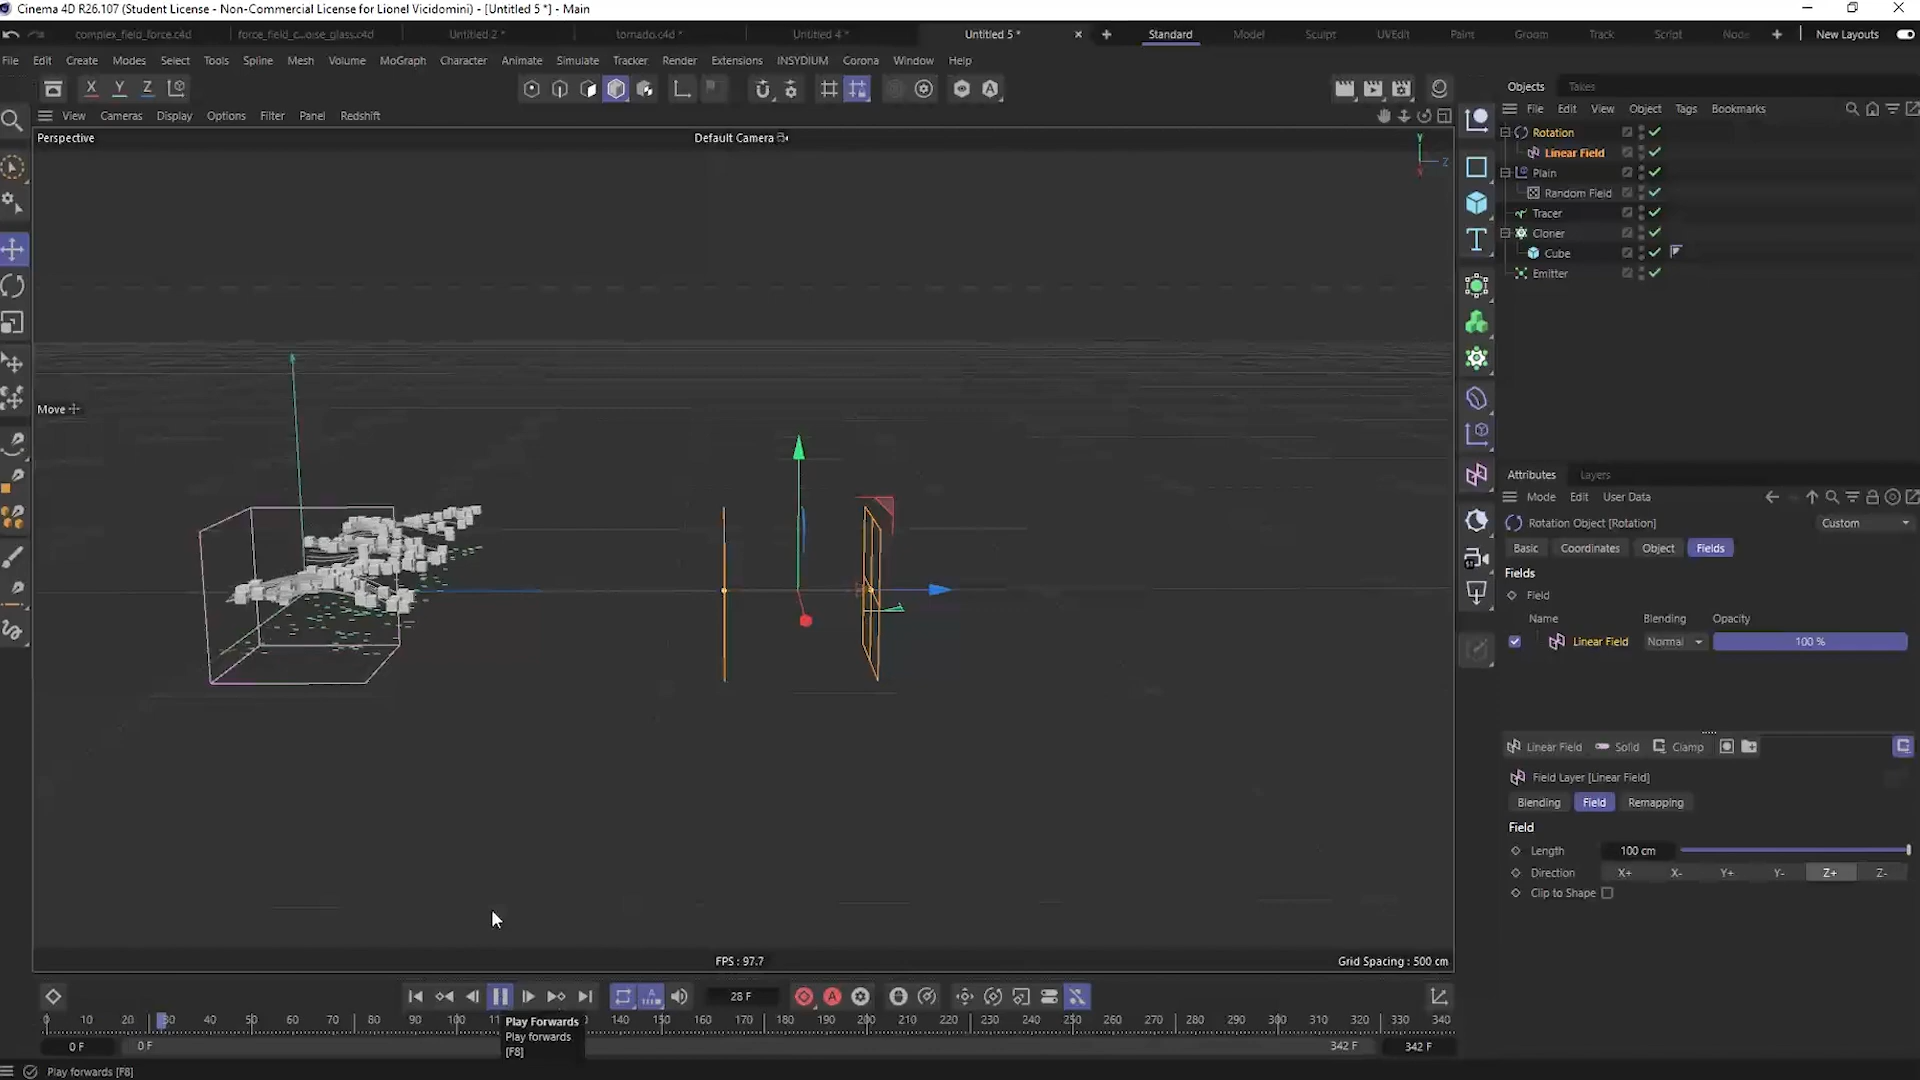 Cinema 4D R26.107 (Student License - Non-Commercial License for Lionel Vicidomini) - [Untitled 5 *] - Main
complex_field_force.c4d
Untitled 2 *
tornado.c4d *
Untitled 4 *
Untitled 5 *
Standard
Model
Sculpt
UVEdit
Paint
Groom
Track
Script
Node
New Layouts
File Edit Create Modes Select Tools Spline Mesh Volume MoGraph Character Animate Simulate Tracker Render Extensions INSYDIUM Corona Window Help
X Y Z
Objects Takes
View Cameras Display Options Filter Panel Redshift
File Edit View Object Tags Bookmarks
Perspective
Default Camera
Y
Z
X
Rotation
Linear Field
Plain
Random Field
Tracer
Cloner
Cube
Emitter
Move
Attributes Layers
Mode Edit User Data
Rotation Object [Rotation]
Custom
Basic Coordinates Object Fields
Fields
Field
Name Blending Opacity
Linear Field Normal 100 %
Linear Field Solid Clamp
Field Layer [Linear Field]
Blending Field Remapping
Field
Length 100 cm
Direction X+ X- Y+ Y- Z+ Z-
Clip to Shape
FPS : 97.7
Grid Spacing : 500 cm
28 F
0 10 20 30 40 50 60 70 80 90 100 140 150 160 170 180 190 200 210 220 230 240 250 260 270 280 290 300 310 320 330 340
Play Forwards
Play forwards
[F8]
0 F 0 F 342 F 342 F
Play forwards [F8]